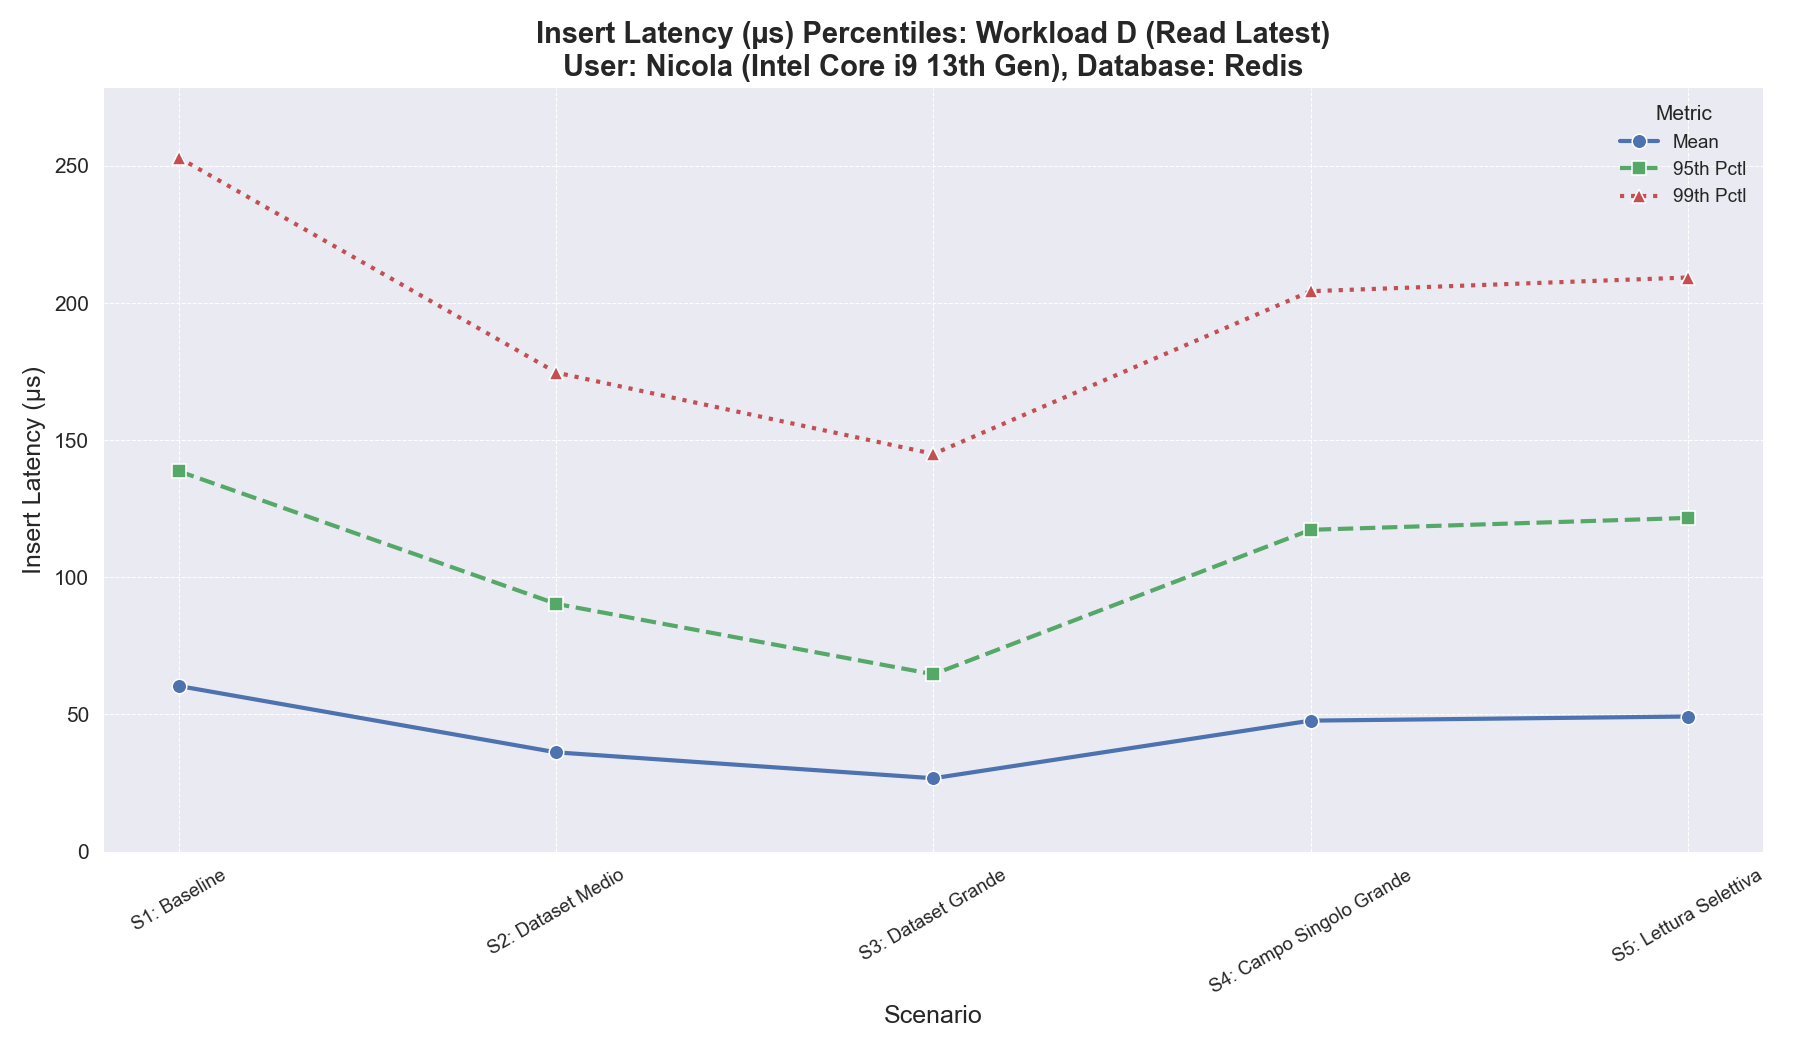 Insert Latency (µs) Percentiles: Workload D (Read Latest)
User: Nicola (Intel Core i9 13th Gen), Database: Redis
Metric
Mean
95th Pctl
99th Pctl
Insert Latency (µs)
250
200
150
100
50
0
S1: Baseline
S2: Dataset Medio
S3: Dataset Grande
S4: Campo Singolo Grande
S5: Lettura Selettiva
Scenario